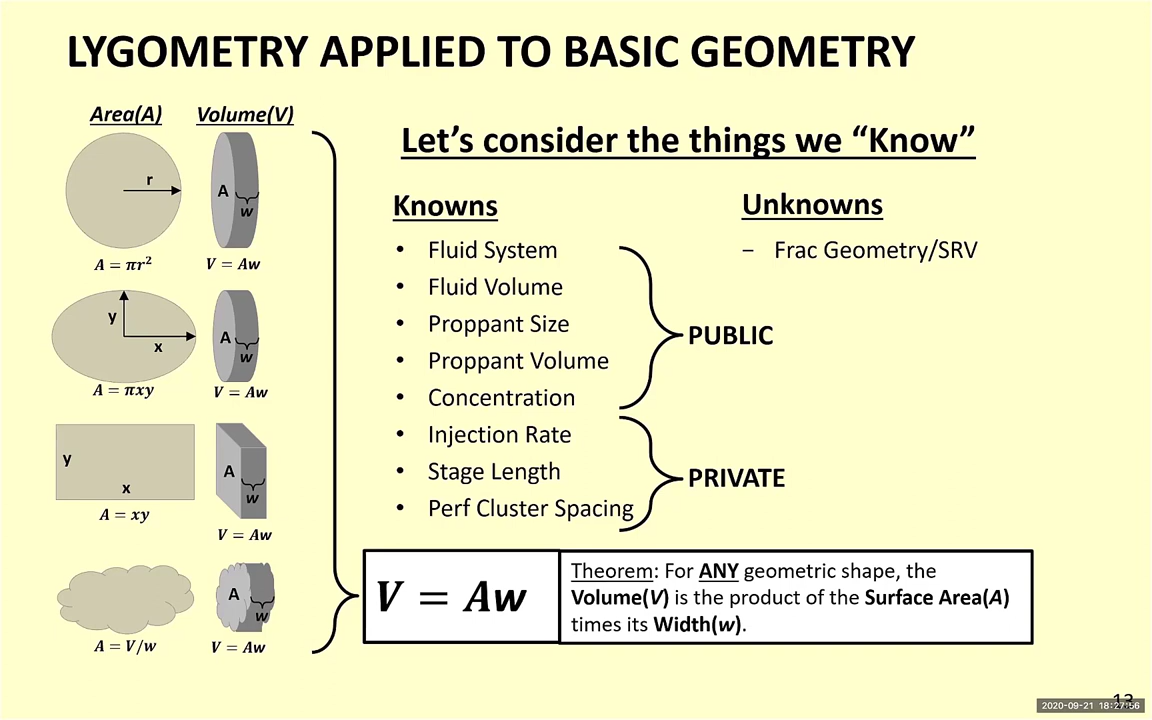 LYGOMETRY APPLIED TO BASIC GEOMETRY
Area(A)
Volume(V)
r
A
w
A = πr²
V = Aw
y
x
A
w
A = πxy
V = Aw
y
x
A
w
A = xy
V = Aw
A
w
A = V/w
V = Aw
Let’s consider the things we “Know”
Knowns
• Fluid System
• Fluid Volume
• Proppant Size
• Proppant Volume
• Concentration
• Injection Rate
• Stage Length
• Perf Cluster Spacing
PUBLIC
PRIVATE
Unknowns
− Frac Geometry/SRV
V = Aw
Theorem: For ANY geometric shape, the
Volume(V) is the product of the Surface Area(A)
times its Width(w).
13
2020-09-21 18:27:56